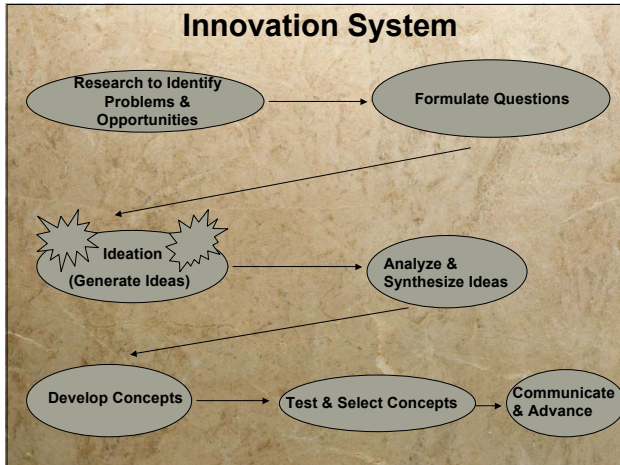 Innovation System
Research to Identify
Problems &
Opportunities
Formulate Questions
Ideation
(Generate Ideas)
Analyze &
Synthesize Ideas
Develop Concepts
Test & Select Concepts
Communicate
& Advance